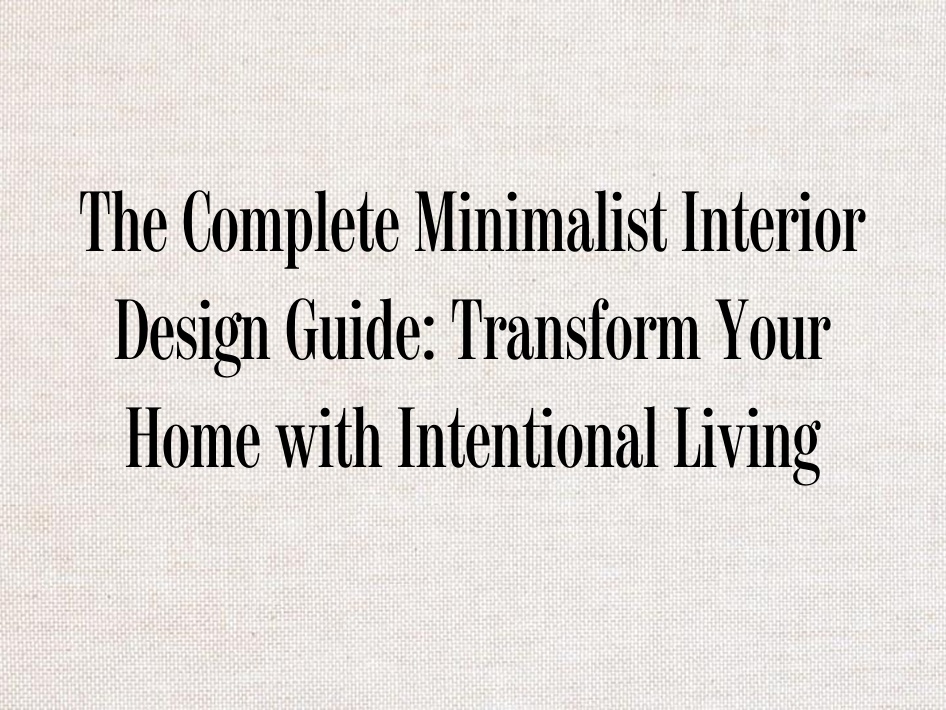 The Complete Minimalist Interior
Design Guide: Transform Your
Home with Intentional Living